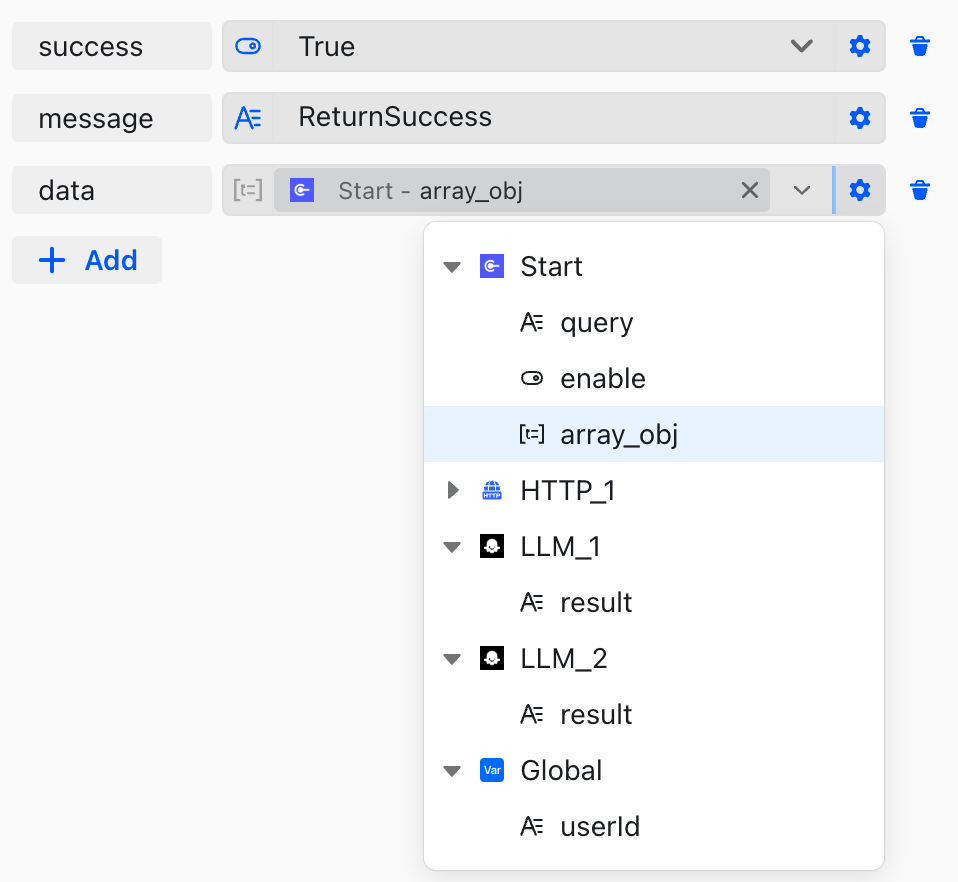 success True
message ReturnSuccess
data Start - array_obj
Add
Start
query
enable
array_obj
HTTP HTTP_1
LLM_1
result
LLM_2
result
Var Global
userId